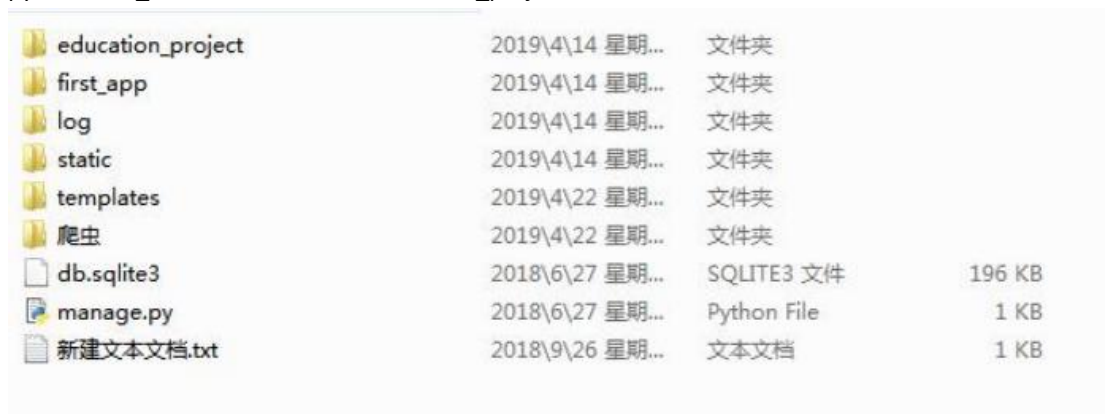 education_project 2019\4\14 星期... 文件夹
first_app 2019\4\14 星期... 文件夹
log 2019\4\14 星期... 文件夹
static 2019\4\14 星期... 文件夹
templates 2019\4\22 星期... 文件夹
爬虫 2019\4\22 星期... 文件夹
db.sqlite3 2018\6\27 星期... SQLITE3 文件 196 KB
manage.py 2018\6\27 星期... Python File 1 KB
新建文本文档.txt 2018\9\26 星期... 文本文档 1 KB